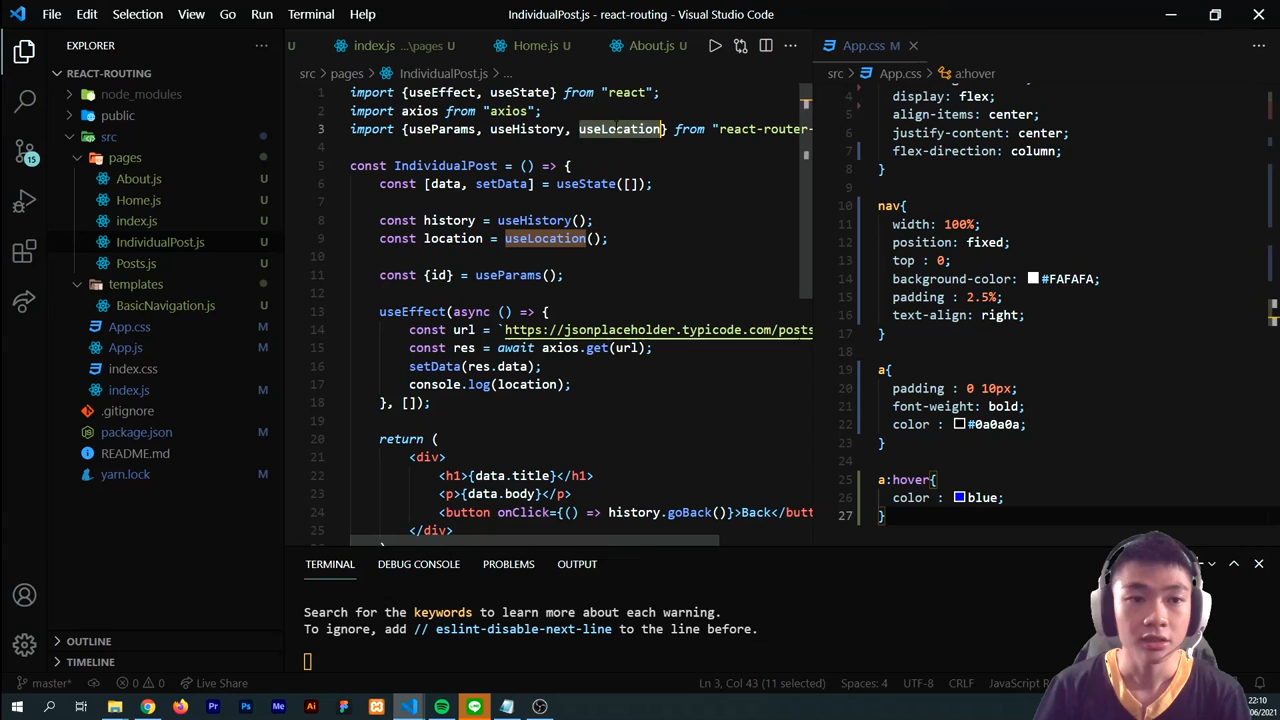 File Edit Selection View Go Run Terminal Help
IndividualPost.js - react-routing - Visual Studio Code
EXPLORER
REACT-ROUTING
node_modules
public
src
pages
About.js U
Home.js U
index.js U
IndividualPost.js U
Posts.js U
templates
BasicNavigation.js U
App.css M
App.js M
index.css
index.js M
.gitignore
package.json M
README.md
yarn.lock M
OUTLINE
TIMELINE
15
U index.js ...\pages U Home.js U About.js U
src > pages > IndividualPost.js > ...
1 import {useEffect, useState} from "react";
2 import axios from "axios";
3 import {useParams, useHistory, useLocation} from "react-router-
4
5 const IndividualPost = () => {
6 const [data, setData] = useState([]);
7
8 const history = useHistory();
9 const location = useLocation();
10
11 const {id} = useParams();
12
13 useEffect(async () => {
14 const url = `https://jsonplaceholder.typicode.com/posts
15 const res = await axios.get(url);
16 setData(res.data);
17 console.log(location);
18 }, []);
19
20 return (
21 <div>
22 <h1>{data.title}</h1>
23 <p>{data.body}</p>
24 <button onClick={() => history.goBack()}>Back</butt
25 </div>
App.css M
src > App.css > a:hover
4
5 display: flex;
6 align-items: center;
justify-content: center;
7 flex-direction: column;
8 }
9
10 nav{
11 width: 100%;
12 position: fixed;
13 top : 0;
14 background-color: #FAFAFA;
15 padding : 2.5%;
16 text-align: right;
17 }
18
19 a{
20 padding : 0 10px;
21 font-weight: bold;
22 color : #0a0a0a;
23 }
24
25 a:hover{
26 color : blue;
27 }
TERMINAL DEBUG CONSOLE PROBLEMS OUTPUT
Search for the keywords to learn more about each warning.
To ignore, add // eslint-disable-next-line to the line before.
master* 0 0 Live Share
Ln 3, Col 43 (11 selected) Spaces: 4 UTF-8 CRLF
Pr Ps Me Ai LINE
22:10